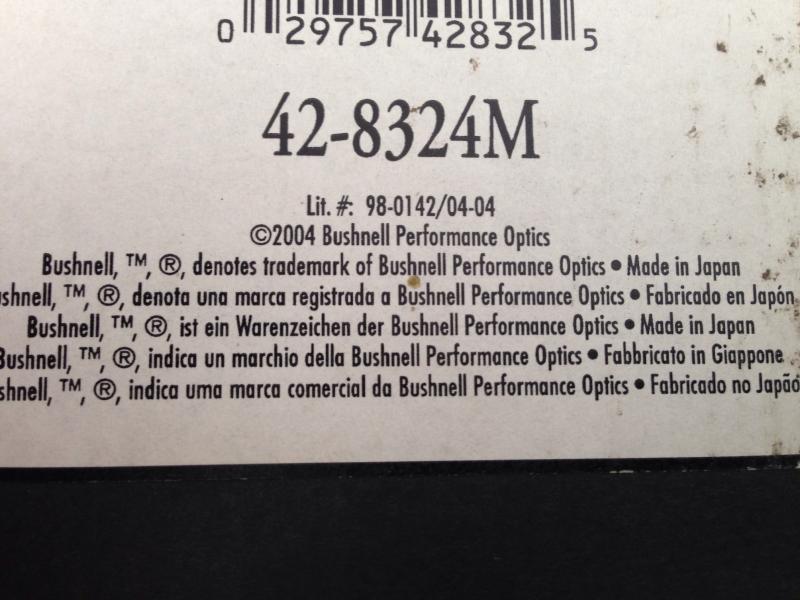 0 29757 42832 5
42-8324M
Lit. #: 98-0142/04-04
©2004 Bushnell Performance Optics
Bushnell, ™, ®, denotes trademark of Bushnell Performance Optics • Made in Japan
shnell, ™, ®, denota una marca registrada a Bushnell Performance Optics • Fabricado en Japón
Bushnell, ™, ®, ist ein Warenzeichen der Bushnell Performance Optics • Made in Japan
Bushnell, ™, ®, indica un marchio della Bushnell Performance Optics • Fabbricato in Giappone
shnell, ™, ®, indica uma marca comercial da Bushnell Performance Optics • Fabricado no Japão